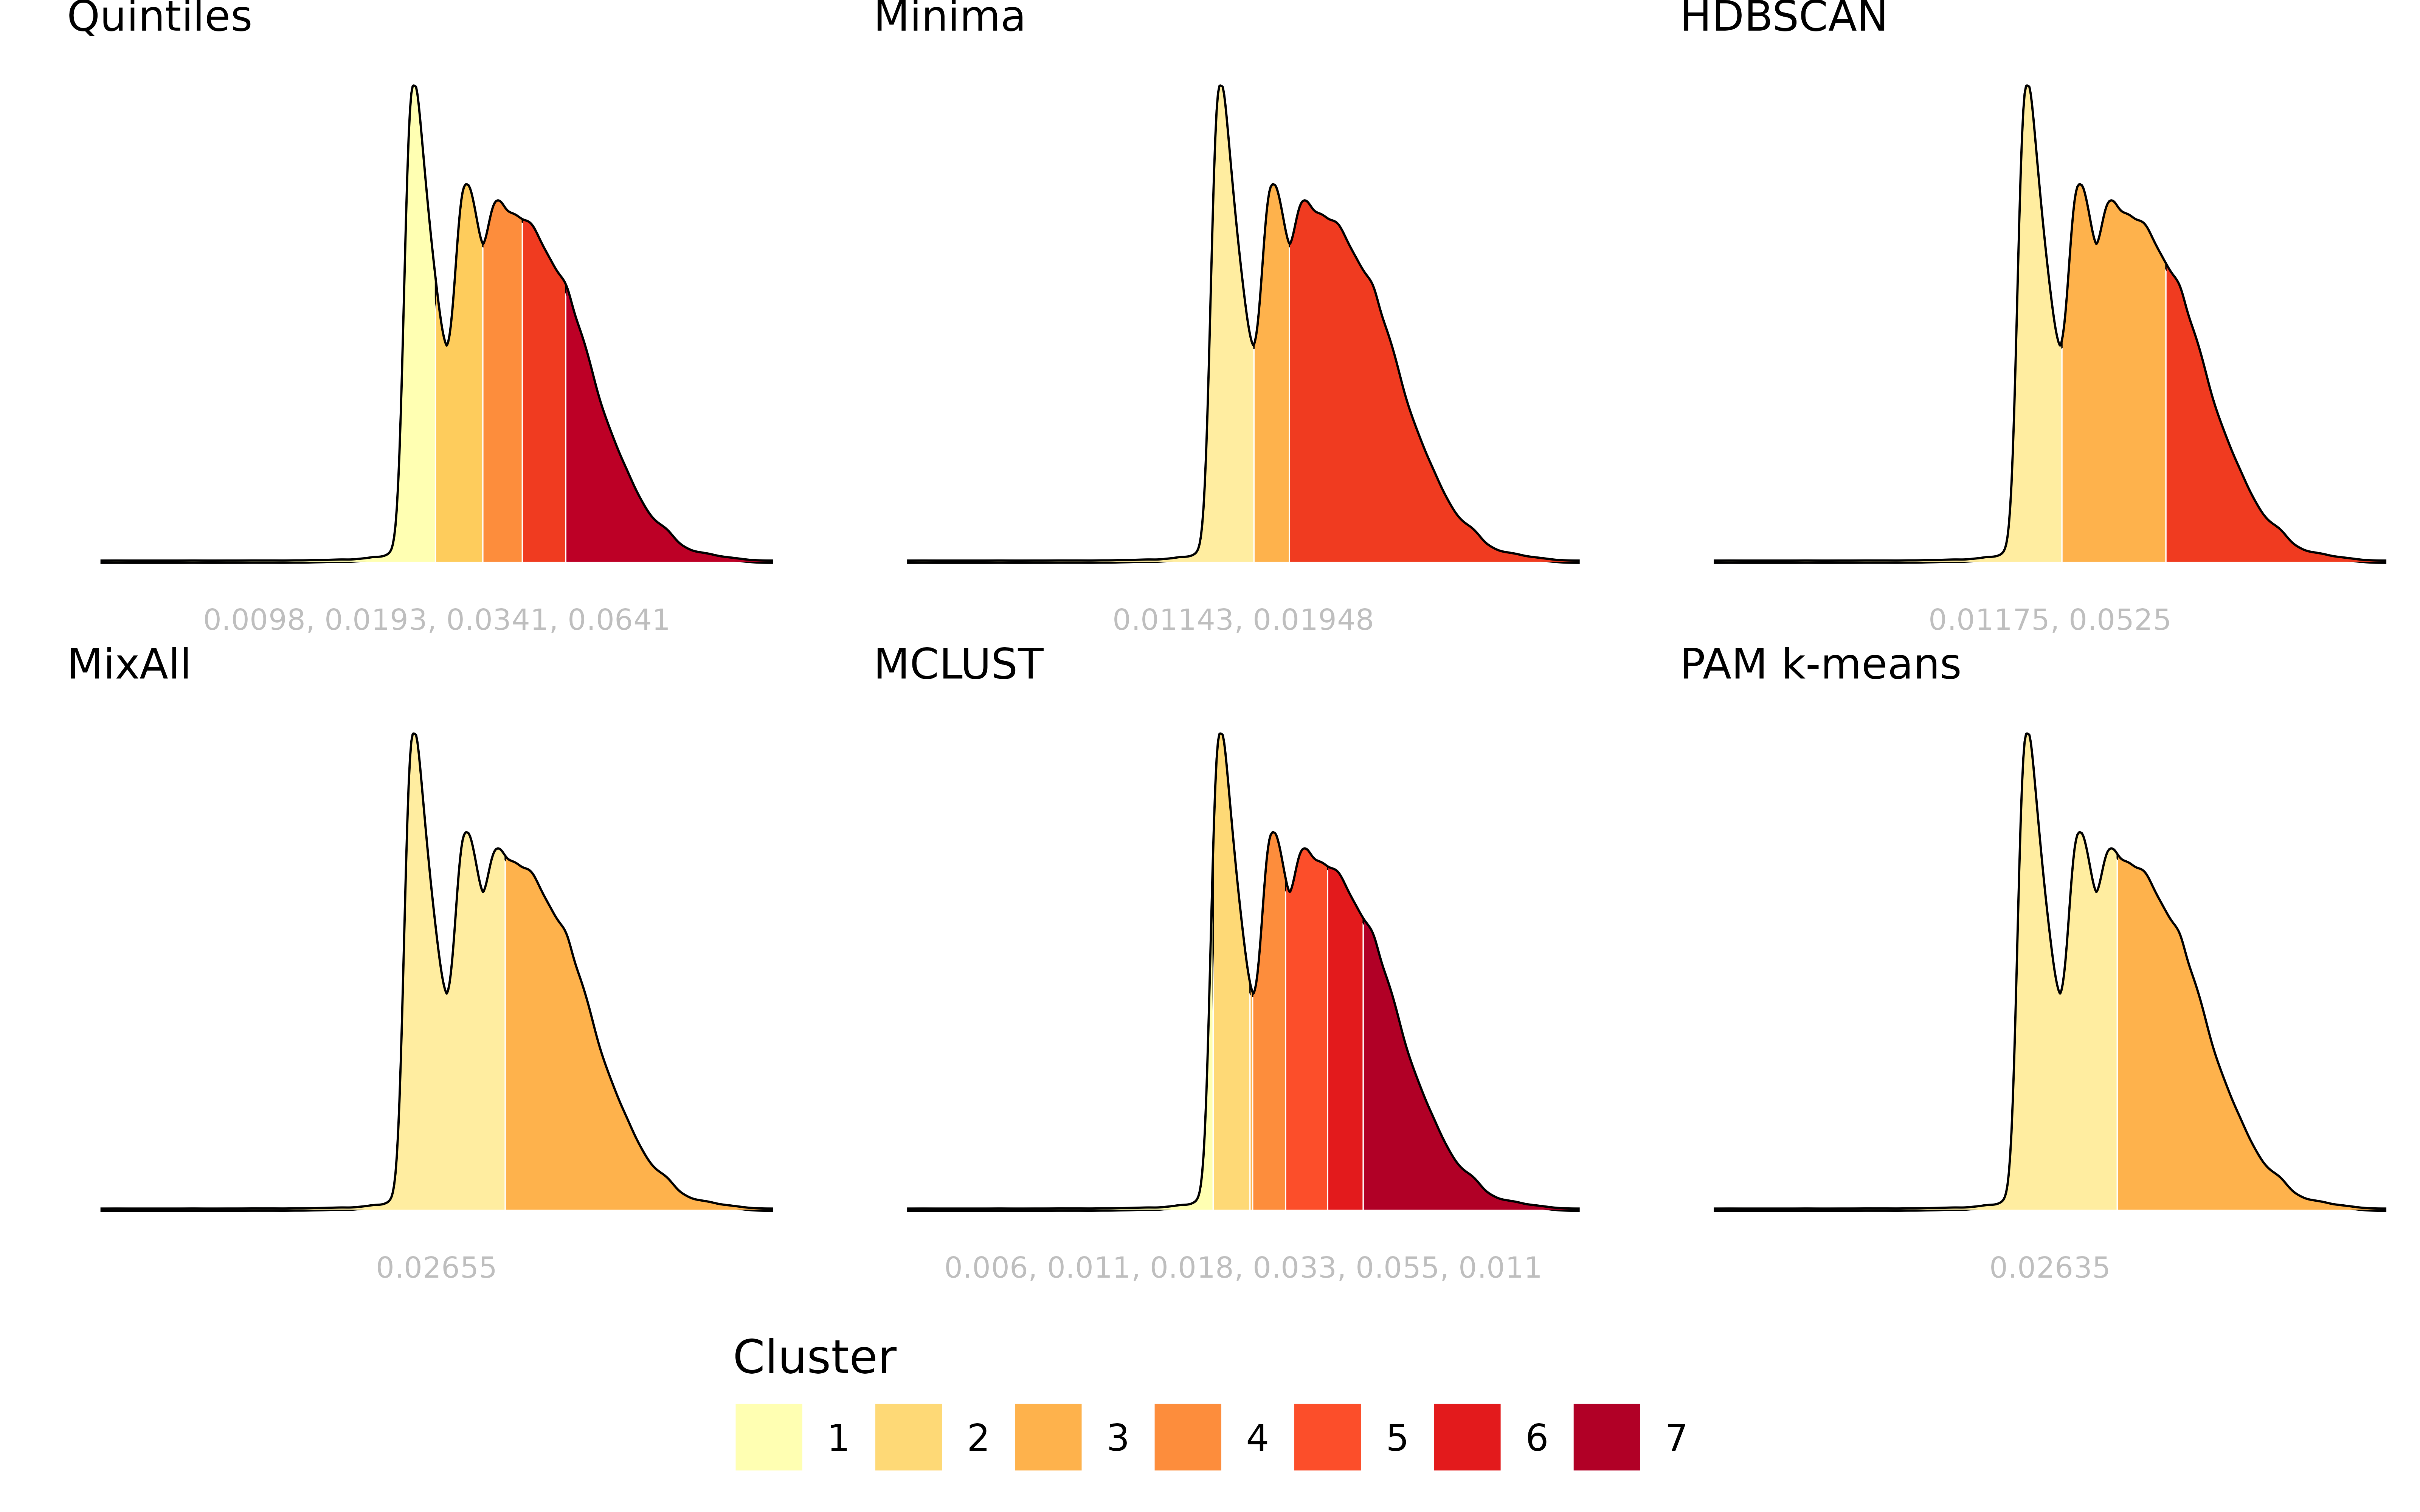 Quintiles
Minima
HDBSCAN
0.0098, 0.0193, 0.0341, 0.0641
0.01143, 0.01948
0.01175, 0.0525
MixAll
MCLUST
PAM k-means
0.02655
0.006, 0.011, 0.018, 0.033, 0.055, 0.011
0.02635
Cluster
1 2 3 4 5 6 7